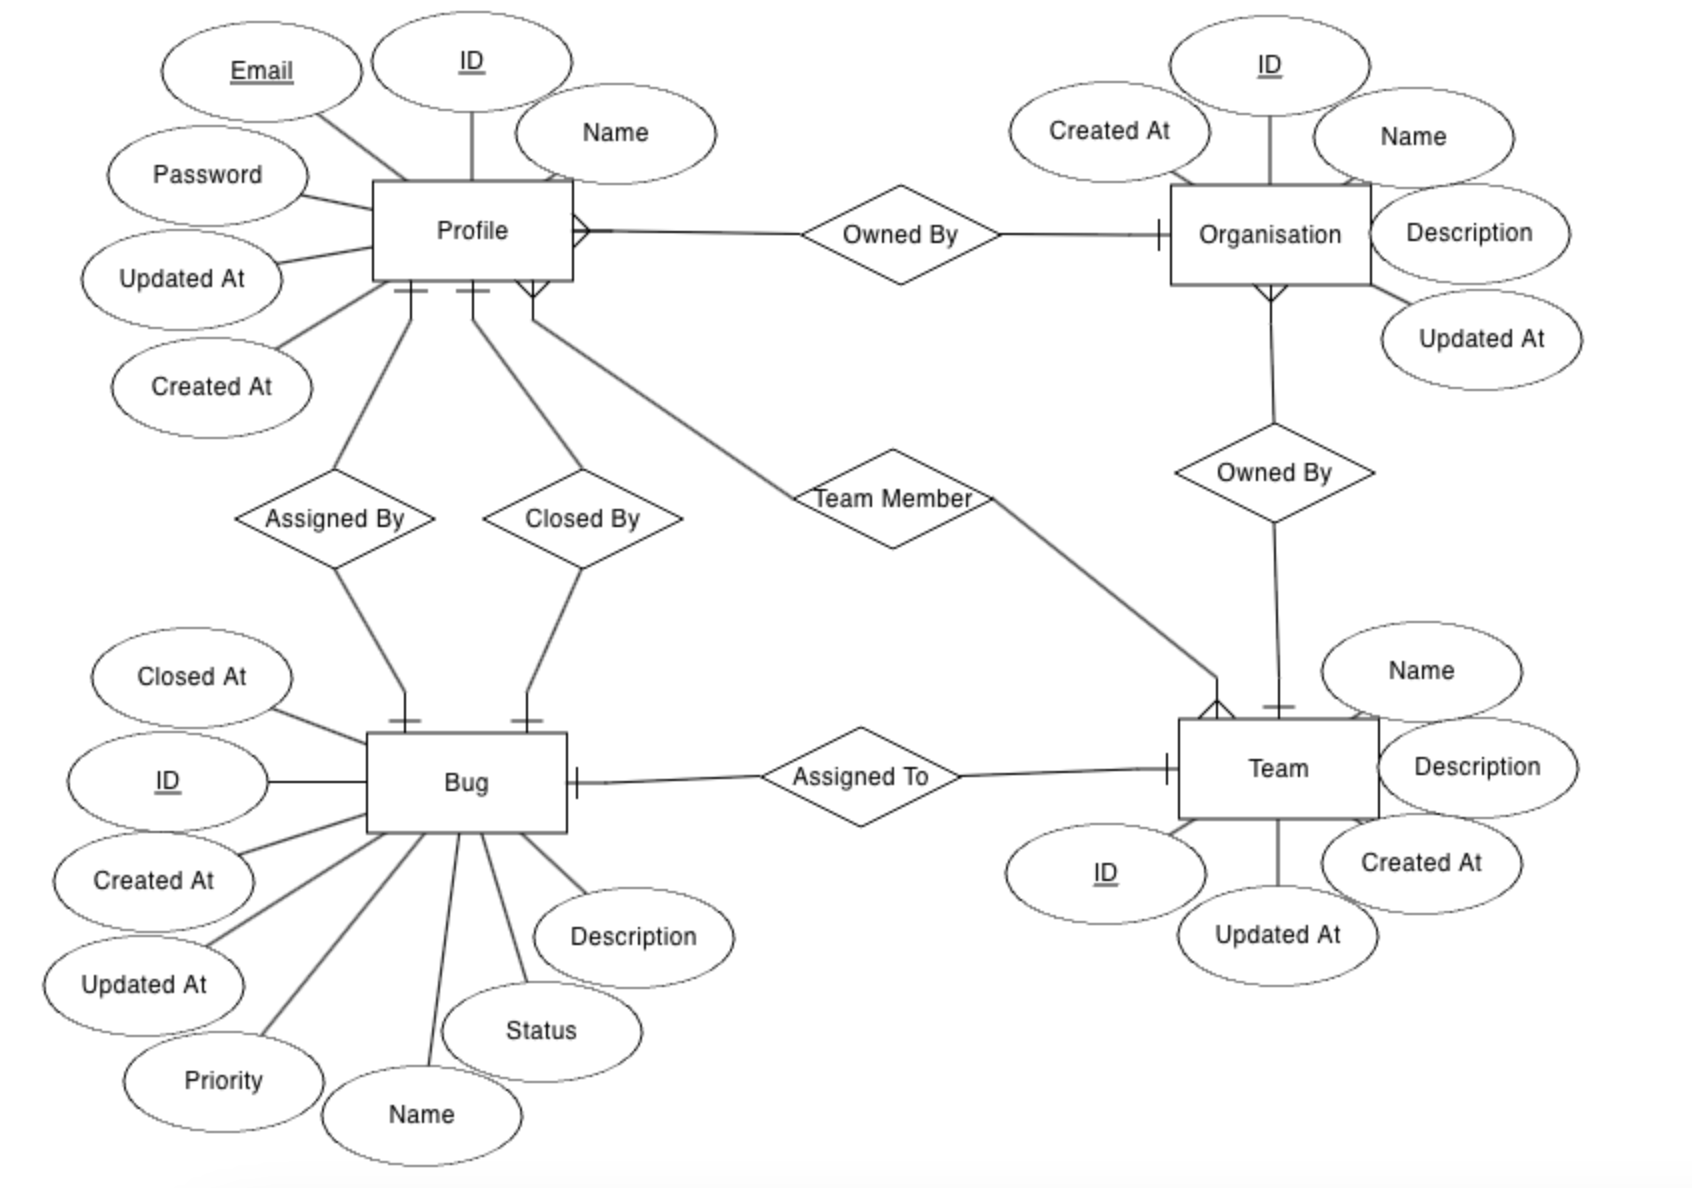 ID
ID
Email
Created At
Name
Name
Password
Profile
Owned By
Organisation
Description
Updated At
Updated At
Created At
Owned By
Team Member
Assigned By
Closed By
Name
Closed At
Description
Team
Assigned To
Bug
ID
Created At
ID
Created At
Updated At
Description
Updated At
Status
Priority
Name